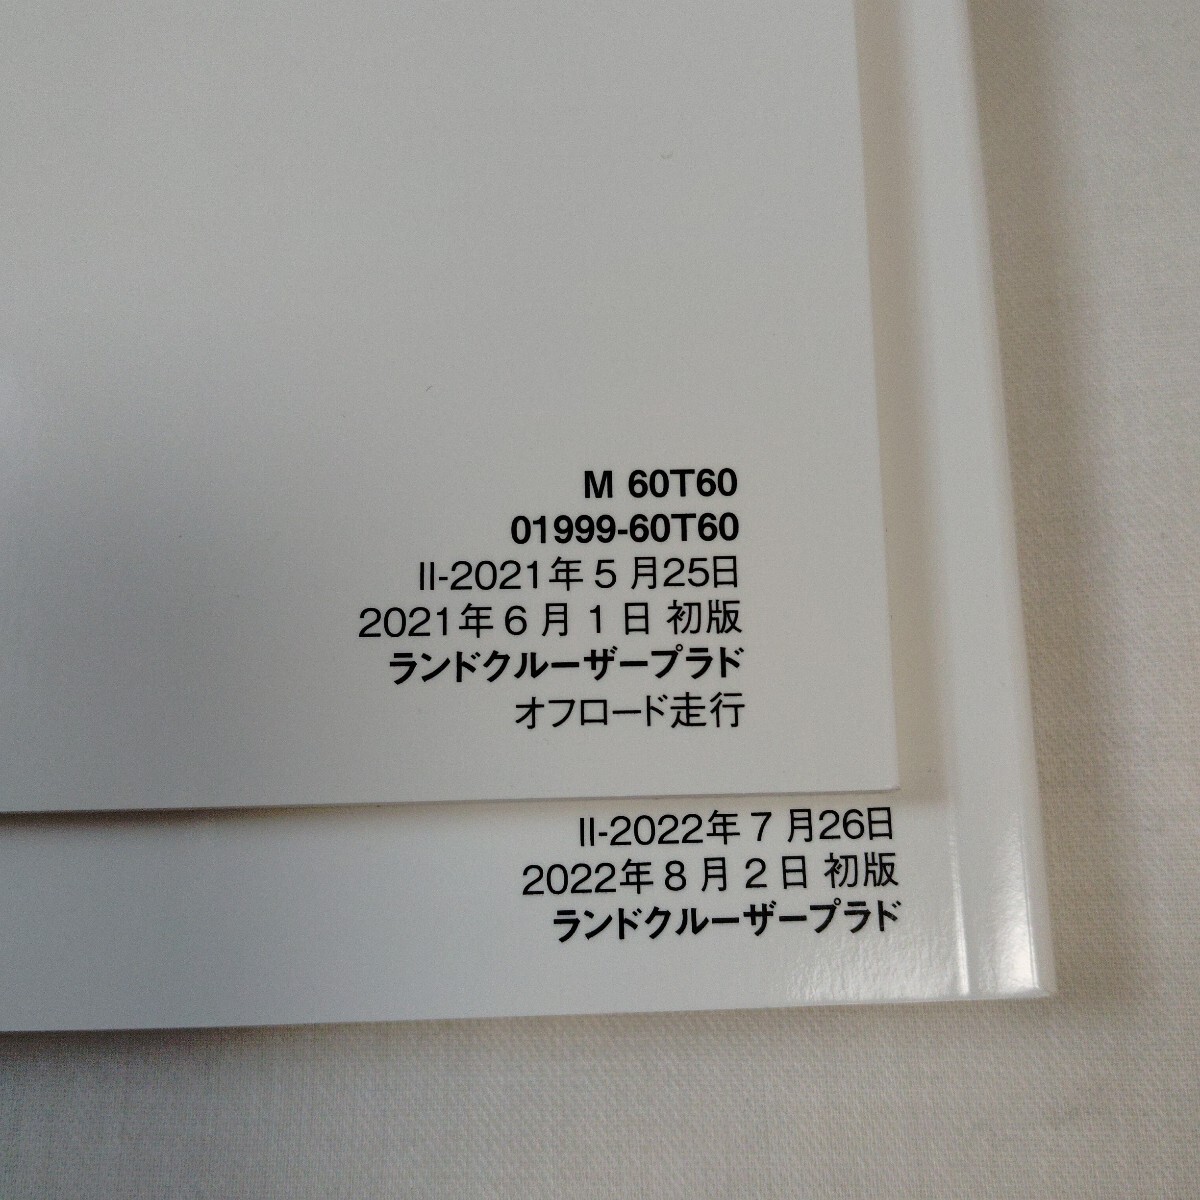 M 60T60
01999-60T60
II-2021年5月25日
2021年6月1日 初版
ランドクルーザープラド
オフロード走行
II-2022年7月26日
2022年8月2日 初版
ランドクルーザープラド